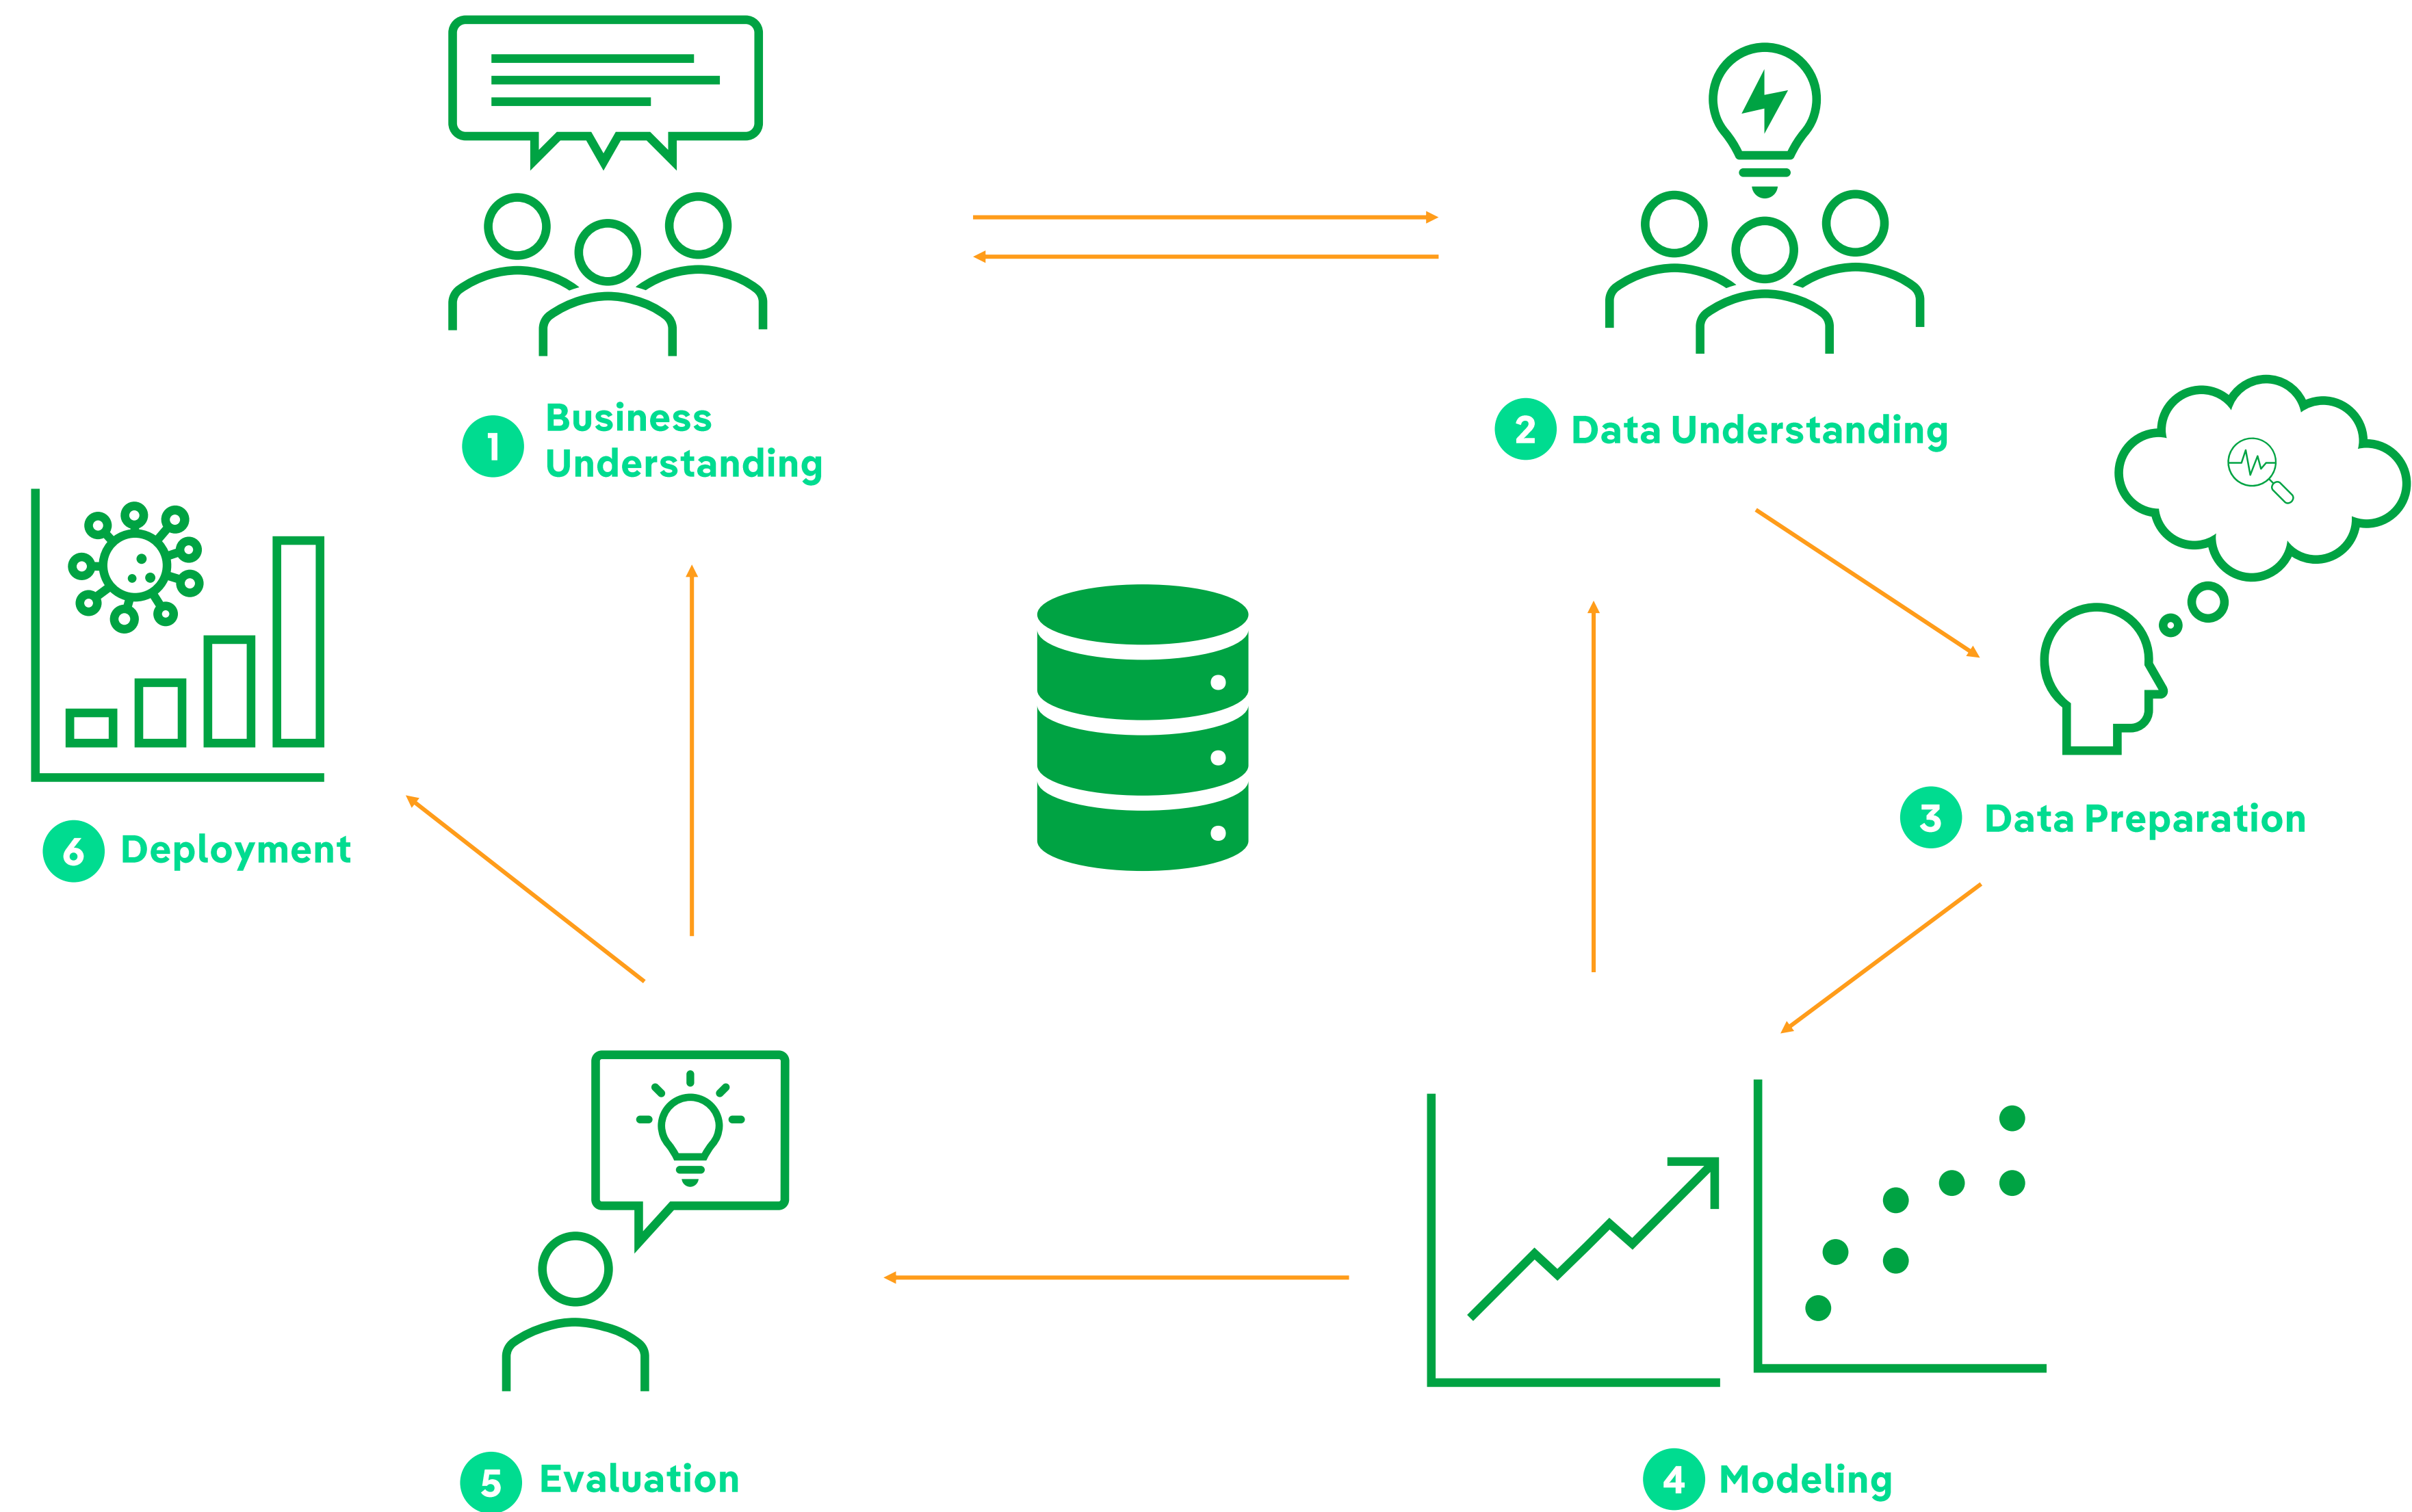 1 Business
Understanding
2 Data Understanding
3 Data Preparation
6 Deployment
5 Evaluation
4 Modeling